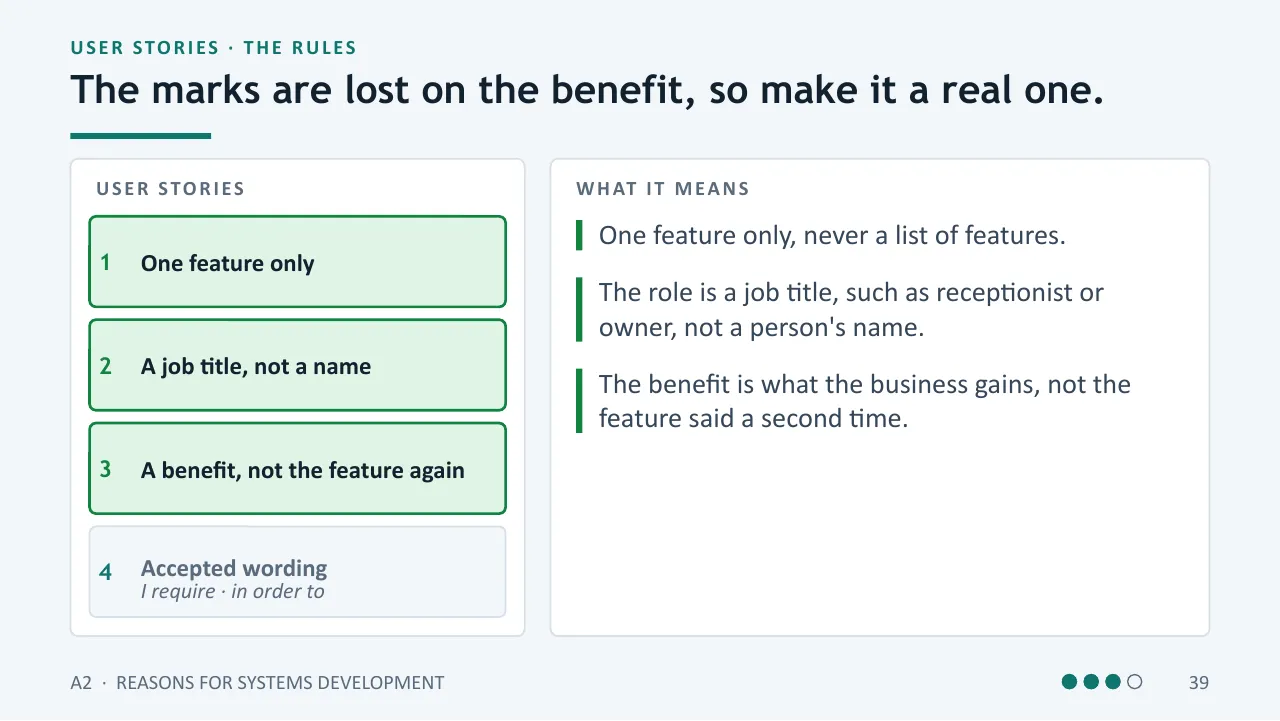 USER STORIES · THE RULES
The marks are lost on the benefit, so make it a real one.
USER STORIES
1 One feature only
2 A job title, not a name
3 A benefit, not the feature again
4 Accepted wording
I require · in order to
WHAT IT MEANS
One feature only, never a list of features.
The role is a job title, such as receptionist or
owner, not a person's name.
The benefit is what the business gains, not the
feature said a second time.
A2 · REASONS FOR SYSTEMS DEVELOPMENT
39